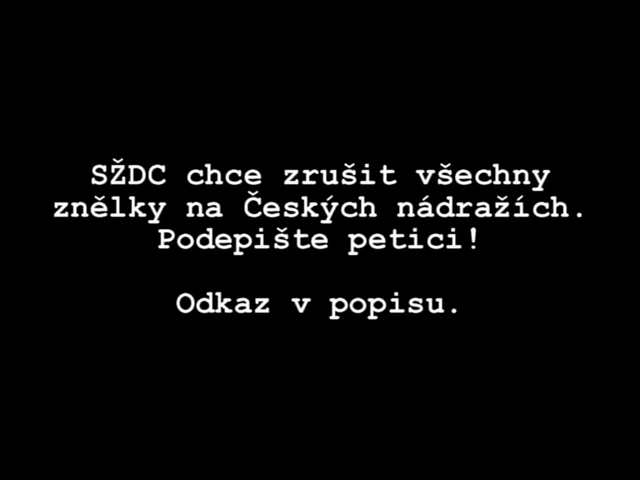 SŽDC chce zrušit všechny
znělky na Českých nádražích.
Podepište petici!
Odkaz v popisu.